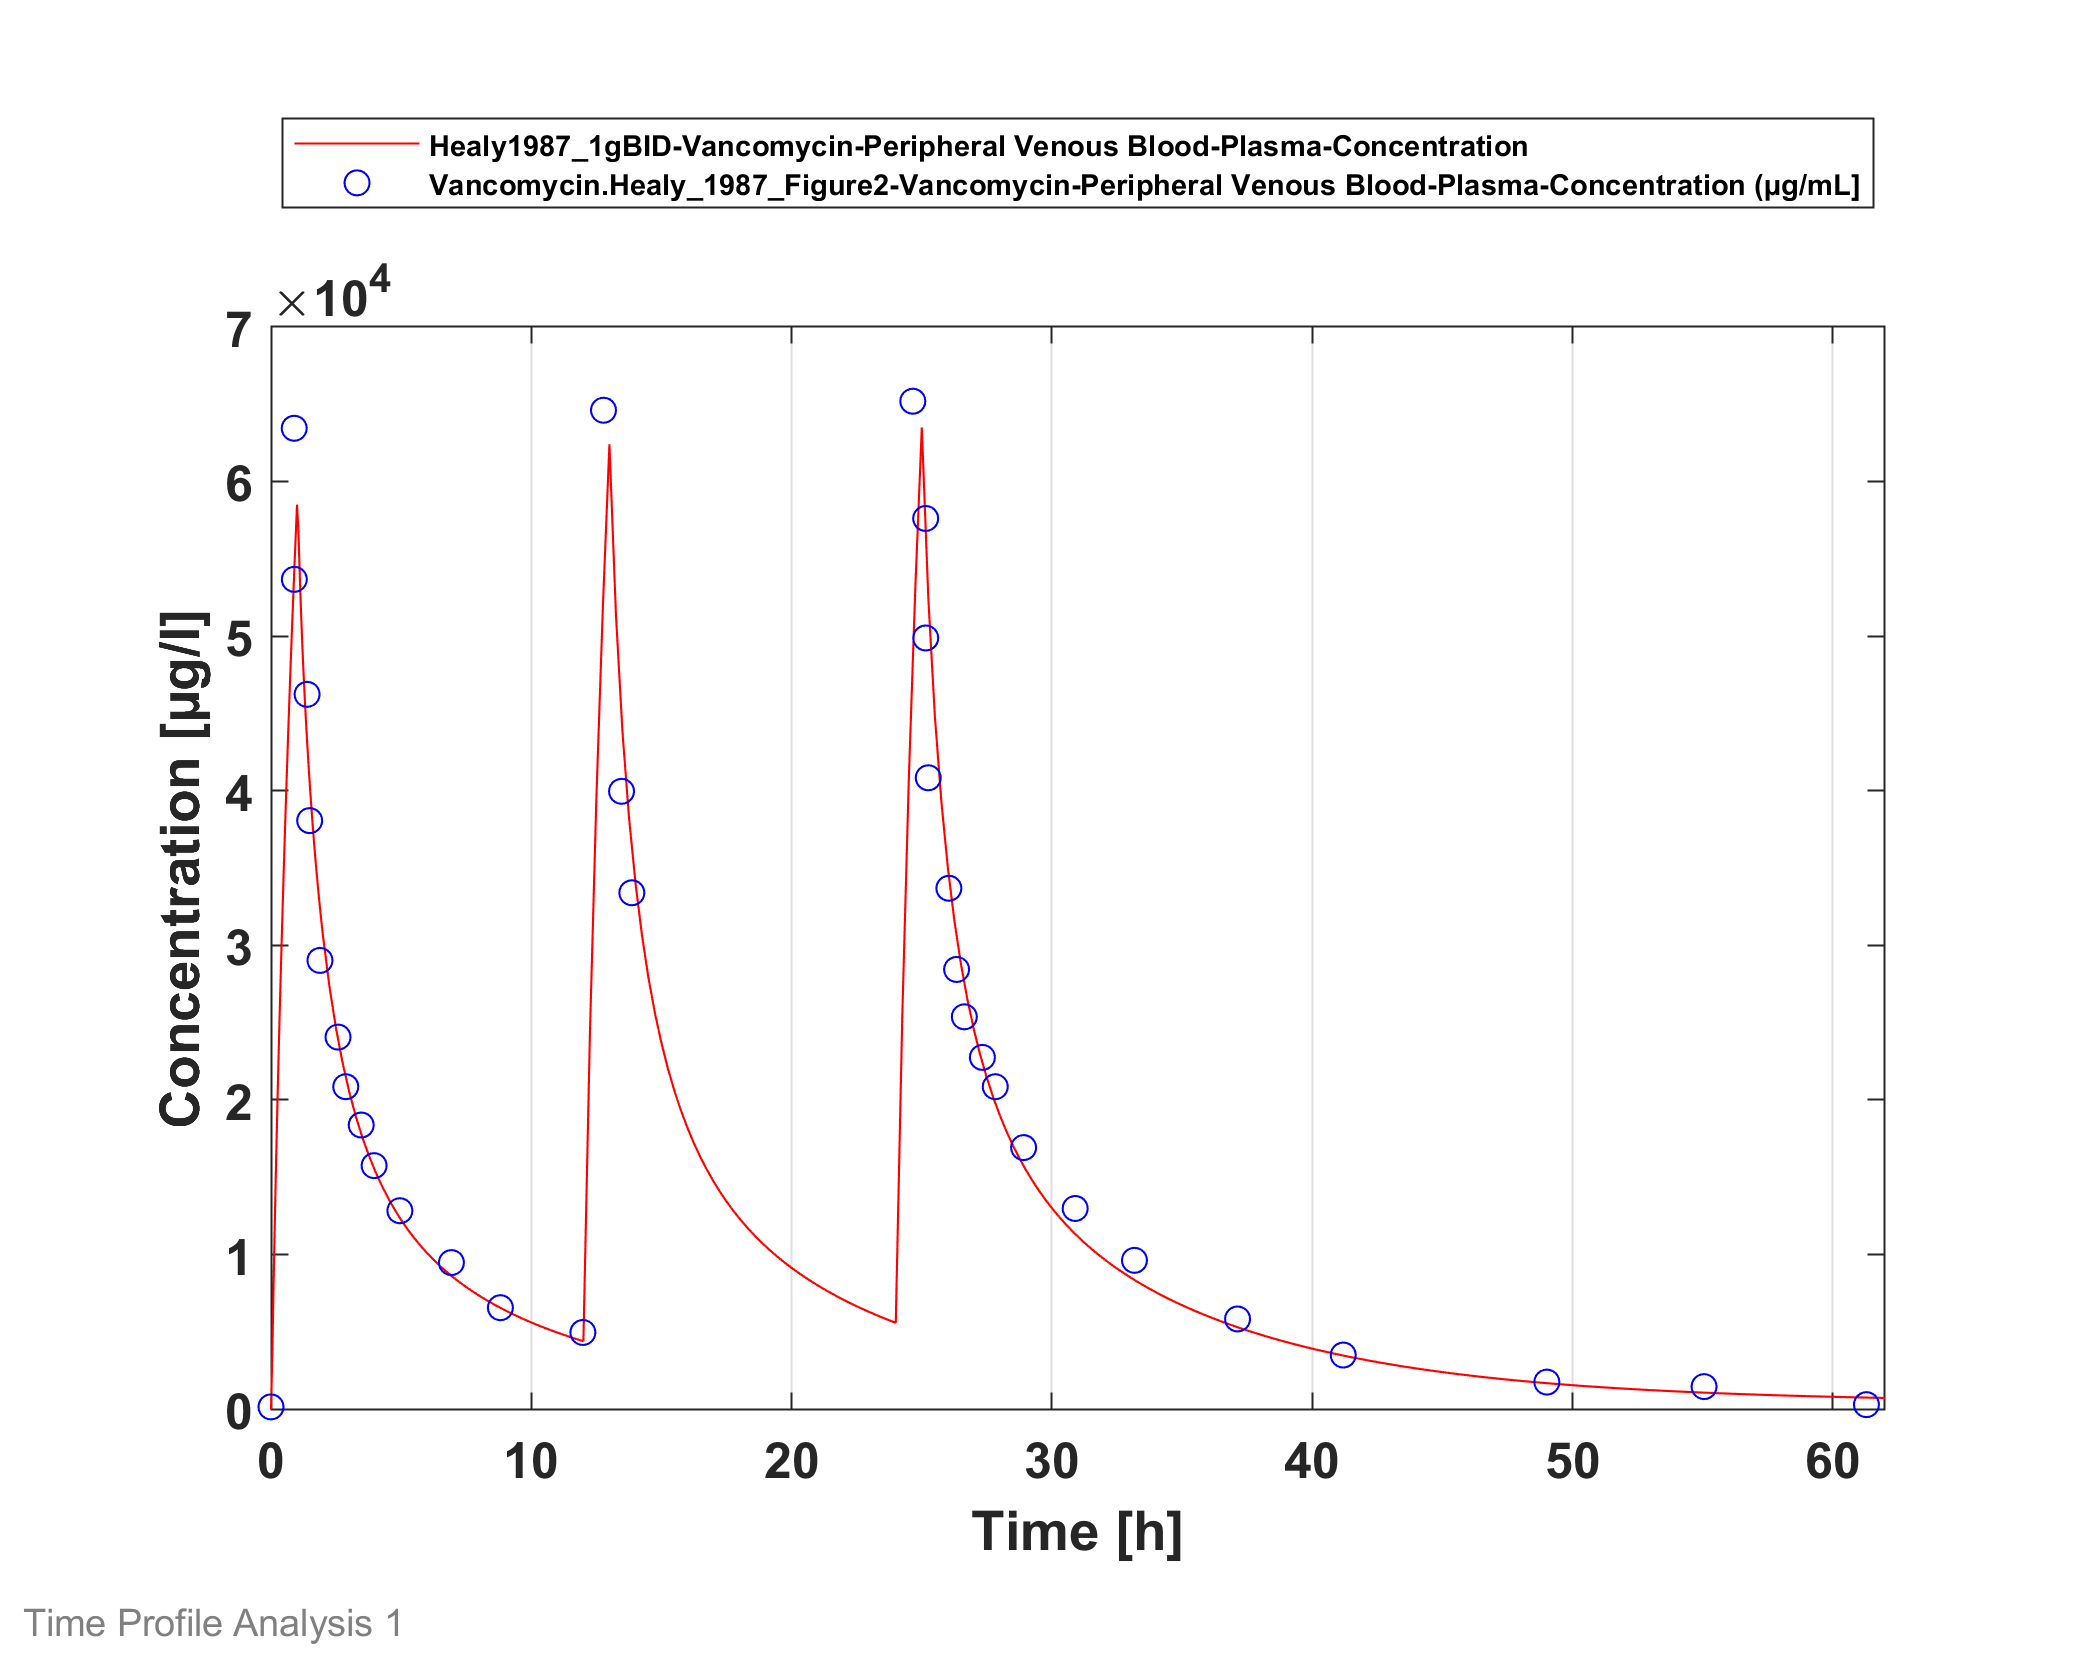 Healy1987_1gBID-Vancomycin-Peripheral Venous Blood-Plasma-Concentration
Vancomycin.Healy_1987_Figure2-Vancomycin-Peripheral Venous Blood-Plasma-Concentration (µg/mL]
×10^4
7
6
5
4
3
2
1
0
Concentration [µg/l]
0 10 20 30 40 50 60
Time [h]
Time Profile Analysis 1